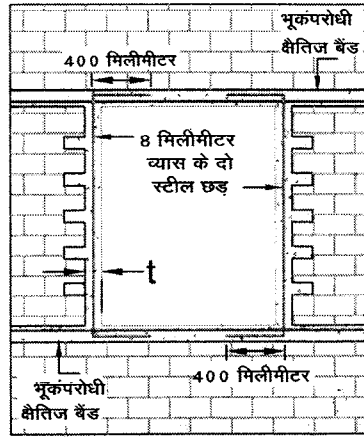 भूकंपरोधी
क्षैतिज बैंड
400 मिलीमीटर
8 मिलीमीटर
व्यास के दो
स्टील छड़
t
400 मिलीमीटर
भूकंपरोधी
क्षैतिज बैंड